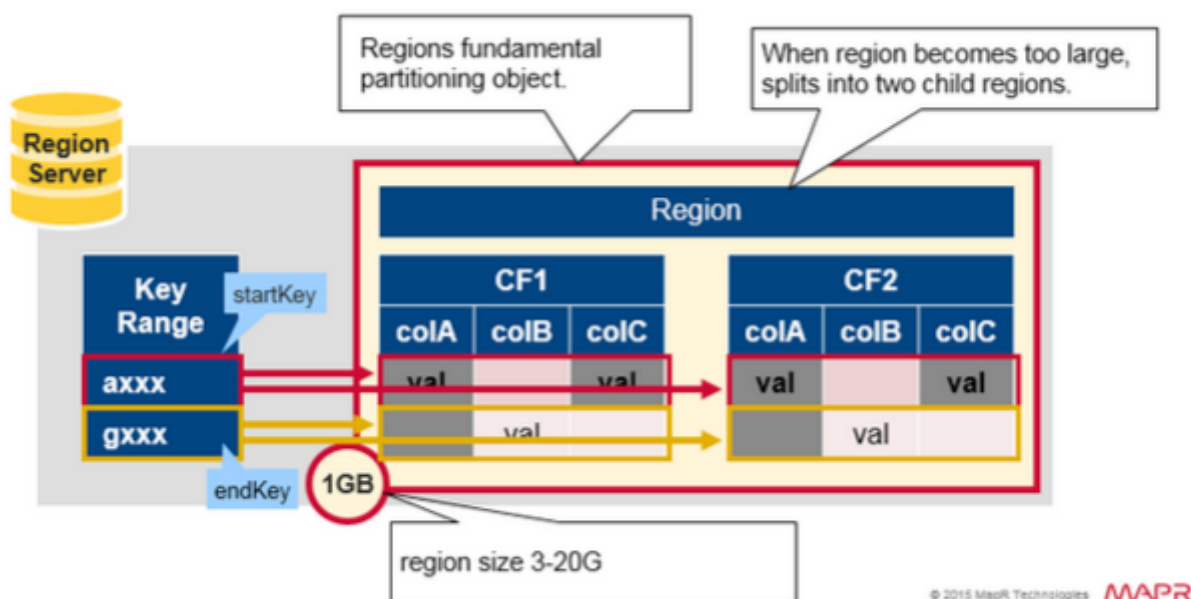 Regions fundamental
partitioning object.
When region becomes too large,
splits into two child regions.
Region
Server
Region
Key
Range
startKey
CF1
CF2
colA colB colC
colA colB colC
axxx
val val
val val
gxxx
val
val
endKey
1GB
region size 3-20G
© 2015 MapR Technologies MAPR